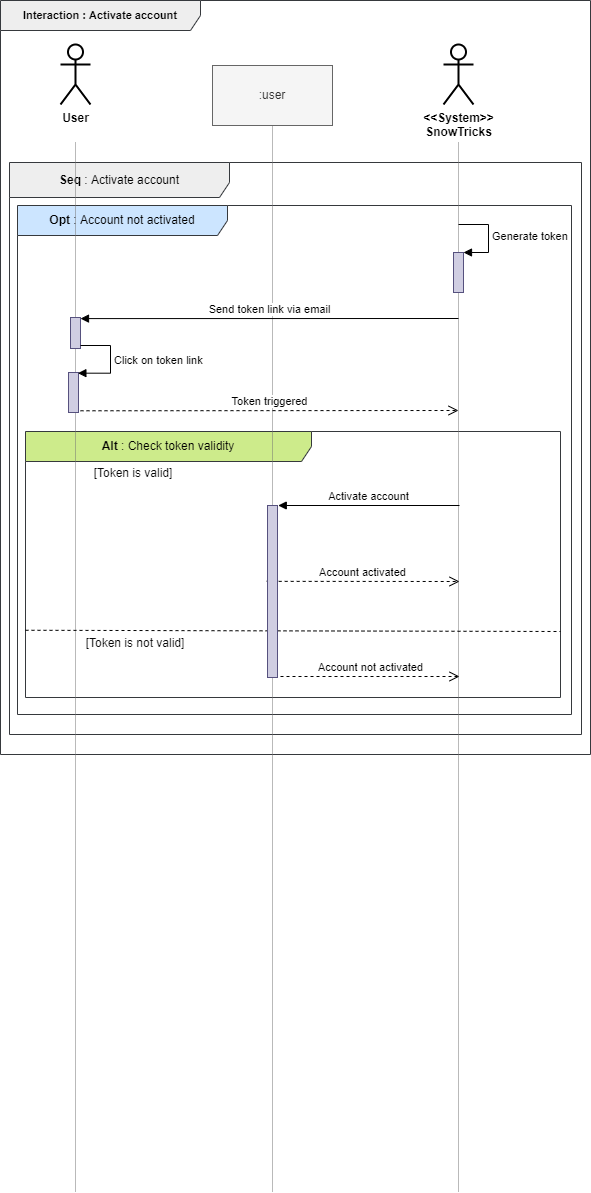 Interaction : Activate account
User
:user
<<System>>
SnowTricks
Seq : Activate account
Opt : Account not activated
Generate token
Send token link via email
Click on token link
Token triggered
Alt : Check token validity
[Token is valid]
Activate account
Account activated
[Token is not valid]
Account not activated